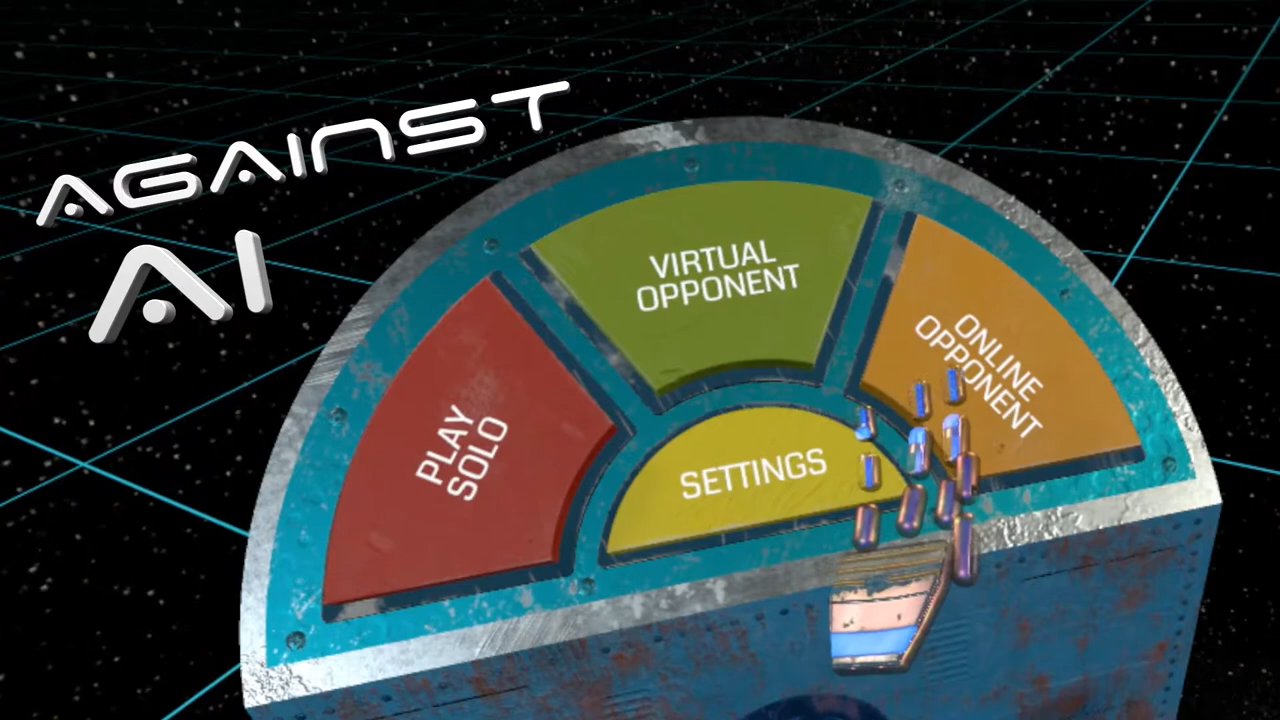 AGAINST
AI
VIRTUAL
OPPONENT
ONLINE
OPPONENT
PLAY
SOLO
SETTINGS